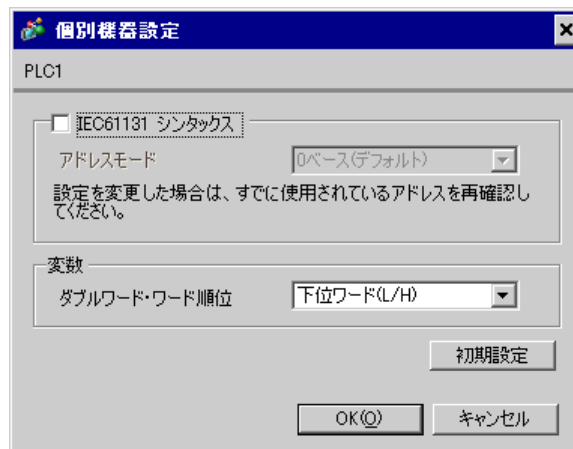 個別機器設定
PLC1
IEC61131 シンタックス
アドレスモード 0ベース(デフォルト)
設定を変更した場合は、すでに使用されているアドレスを再確認し
てください。
変数
ダブルワード・ワード順位 下位ワード(L/H)
初期設定
OK(O) キャンセル